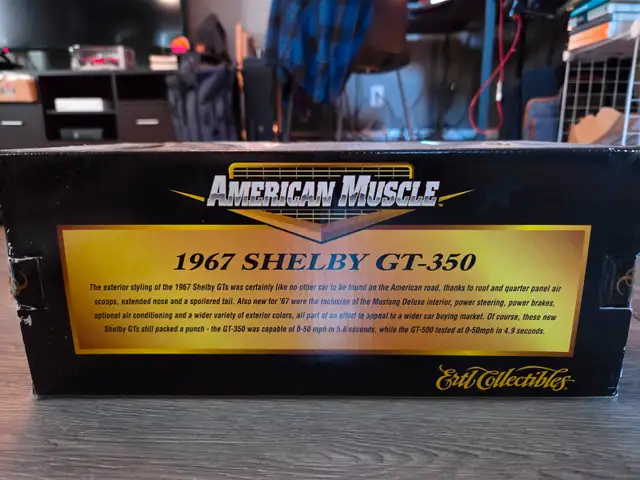 AMERICAN MUSCLE
1967 SHELBY GT-350
The exterior styling of the 1967 Shelby GTs was certainly like no other car to be found on the American road, thanks to roof and quarter panel air
scoops, extended nose and a spoilered tail. Also new for '67 were the inclusion of the Mustang Deluxe interior, power steering, power brakes,
optional air conditioning and a wider variety of exterior colors, all part of an effort to appeal to a wider car buying market. Of course, these new
Shelby GTs still packed a punch - the GT-350 was capable of 0-50 mph in 5.6 seconds, while the GT-500 tested at 0-50mph in 4.9 seconds.
Ertl Collectibles